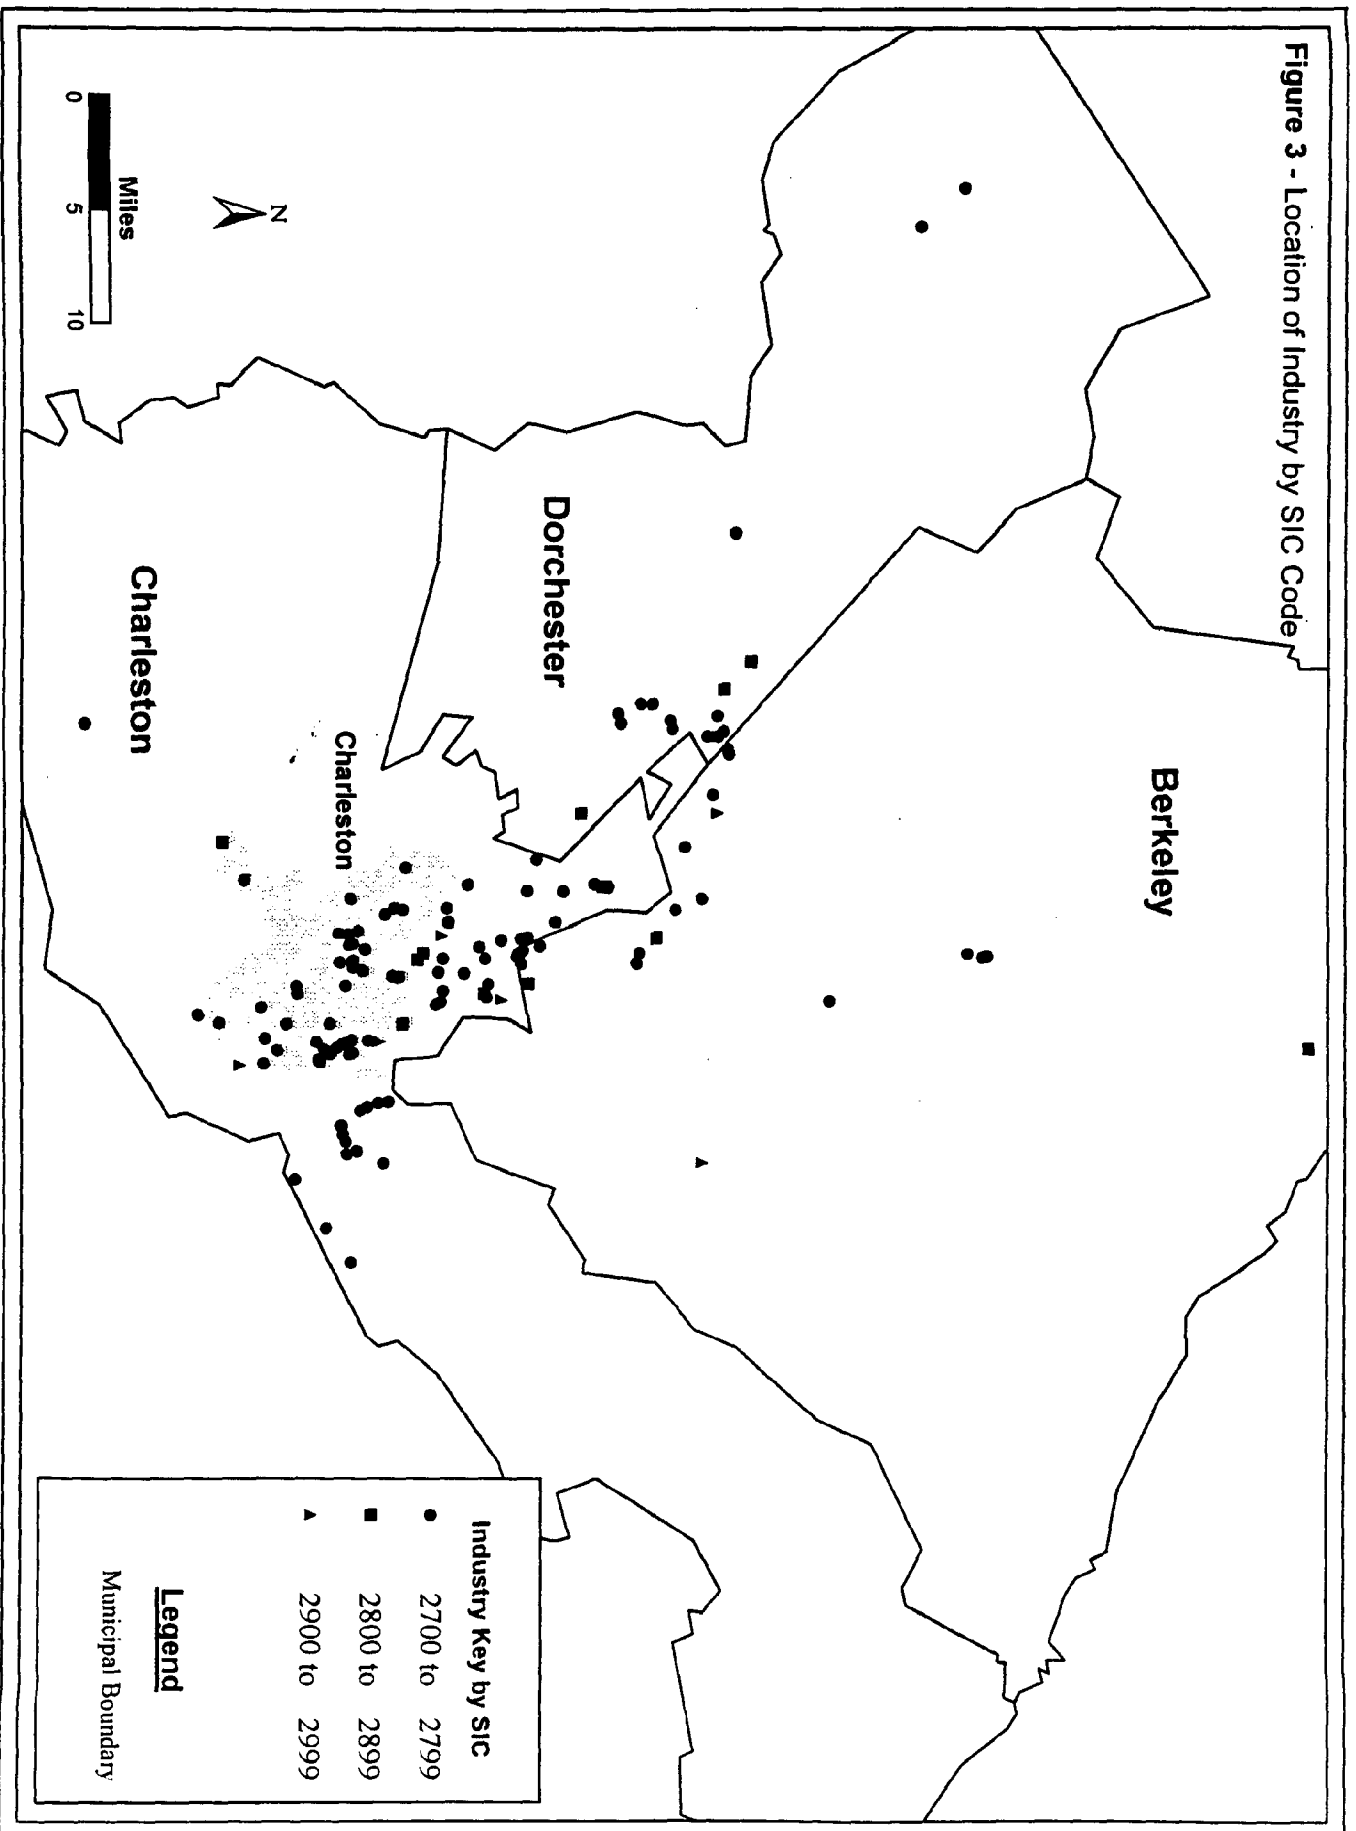 Figure 3 - Location of Industry by SIC Code
Berkeley
Dorchester
Charleston
Charleston
N
Miles
0 5 10
Industry Key by SIC
2700 to 2799
2800 to 2899
2900 to 2999
Legend
Municipal Boundary